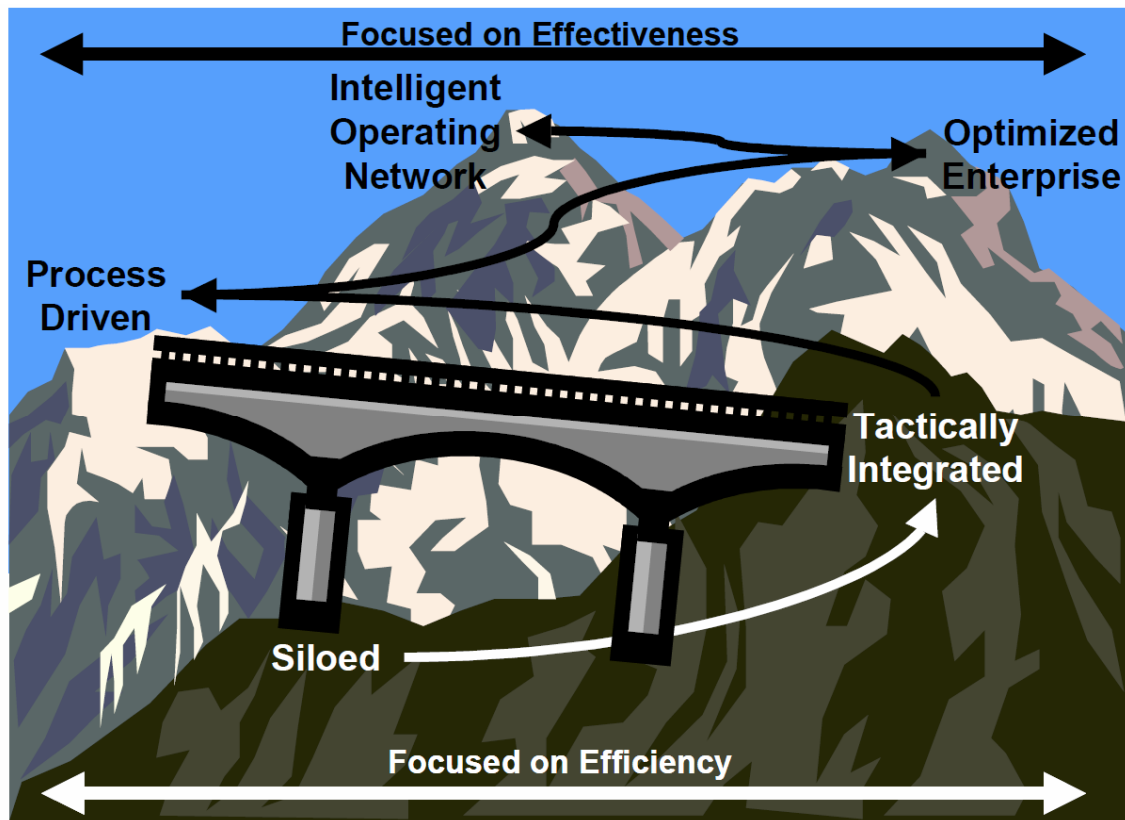 Focused on Effectiveness
Intelligent
Operating
Network
Optimized
Enterprise
Process
Driven
Tactically
Integrated
Siloed
Focused on Efficiency